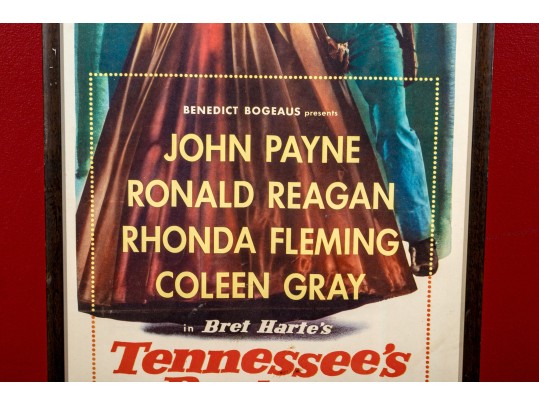 BENEDICT BOGEAUS presents
JOHN PAYNE
RONALD REAGAN
RHONDA FLEMING
COLEEN GRAY
in Bret Harte's
Tennessee's